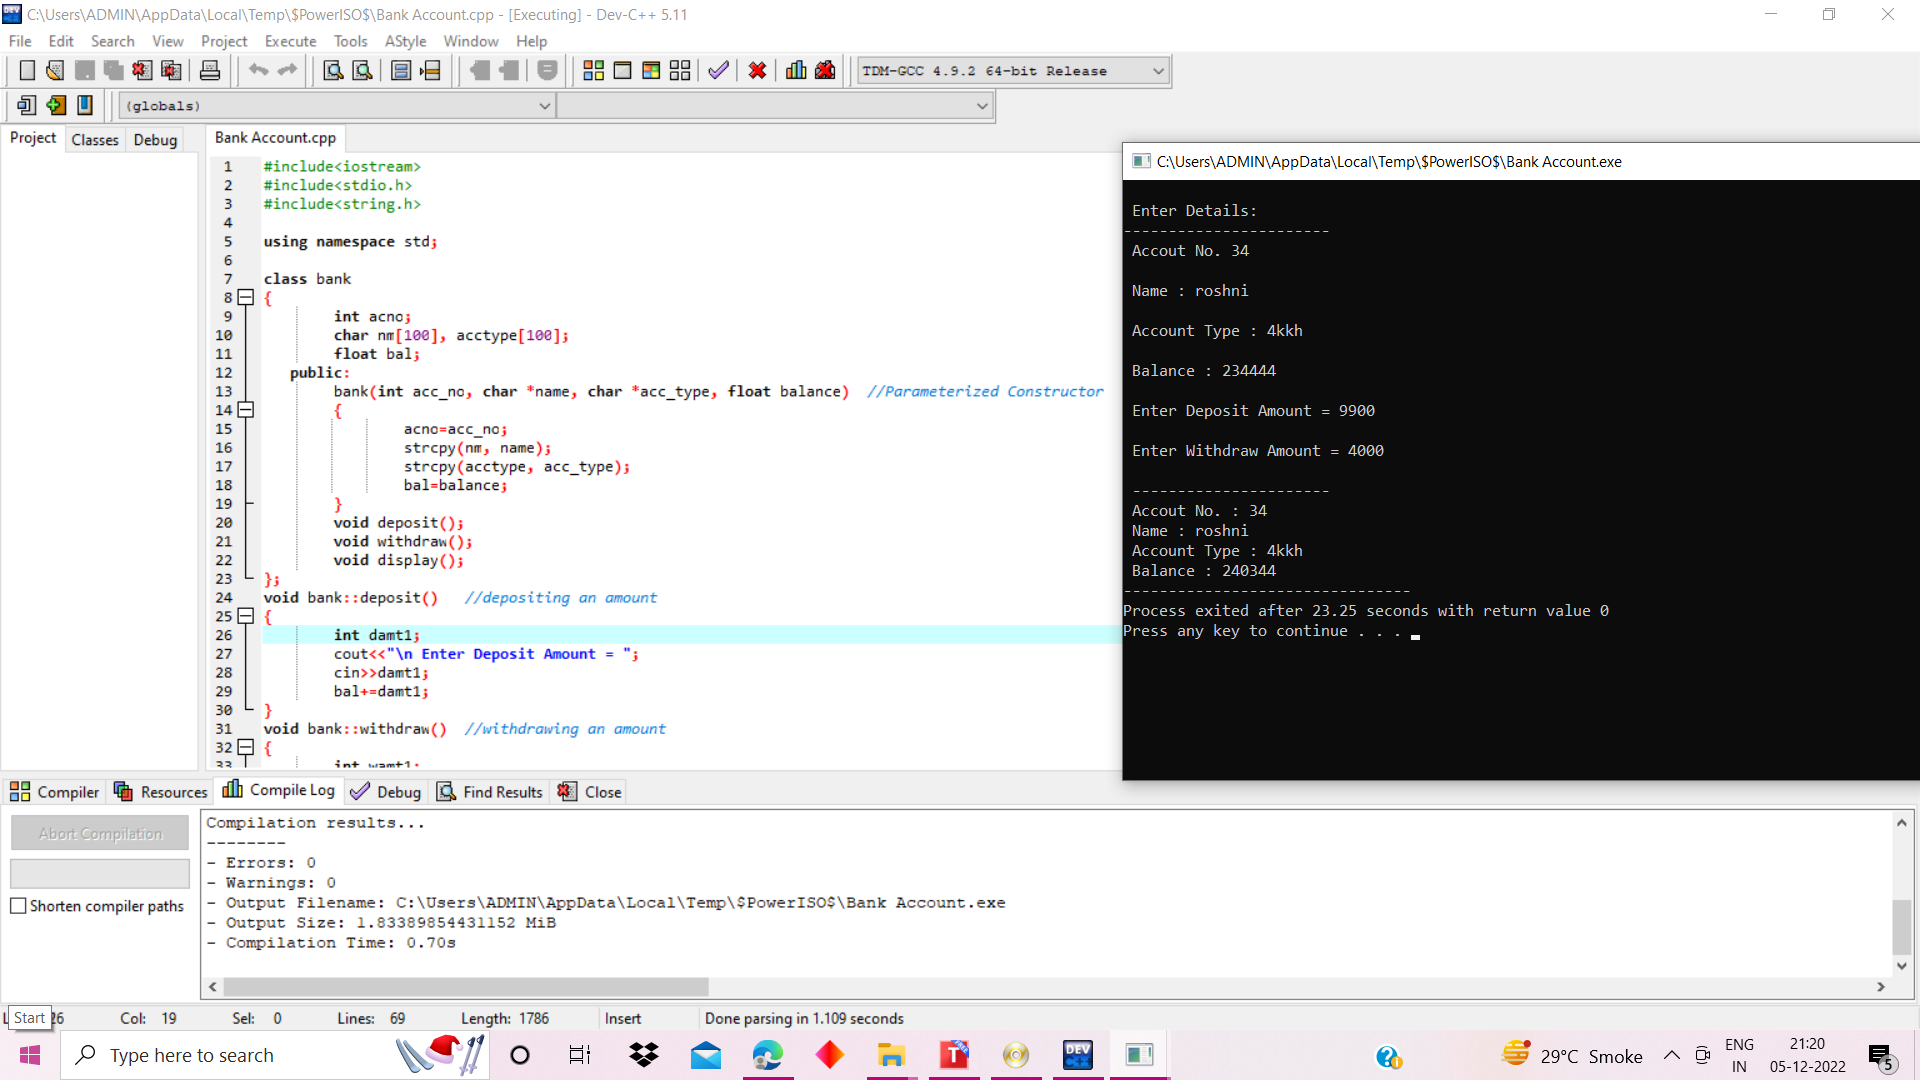 C:\Users\ADMIN\AppData\Local\Temp\$PowerISO$\Bank Account.cpp - [Executing] - Dev-C++ 5.11
File Edit Search View Project Execute Tools AStyle Window Help
TDM-GCC 4.9.2 64-bit Release
(globals)
Project Classes Debug
Bank Account.cpp
1 #include<iostream>
2 #include<stdio.h>
3 #include<string.h>
4
5 using namespace std;
6
7 class bank
8 {
9 int acno;
10 char nm[100], acctype[100];
11 float bal;
12 public:
13 bank(int acc_no, char *name, char *acc_type, float balance) //Parameterized Constructor
14 {
15 acno=acc_no;
16 strcpy(nm, name);
17 strcpy(acctype, acc_type);
18 bal=balance;
19 }
20 void deposit();
21 void withdraw();
22 void display();
23 };
24 void bank::deposit() //depositing an amount
25 {
26 int damt1;
27 cout<<"\n Enter Deposit Amount = ";
28 cin>>damt1;
29 bal+=damt1;
30 }
31 void bank::withdraw() //withdrawing an amount
32 {
33 int wamt1;
C:\Users\ADMIN\AppData\Local\Temp\$PowerISO$\Bank Account.exe
Enter Details:
-----------------------
Accout No. 34
Name : roshni
Account Type : 4kkh
Balance : 234444
Enter Deposit Amount = 9900
Enter Withdraw Amount = 4000
----------------------
Accout No. : 34
Name : roshni
Account Type : 4kkh
Balance : 240344
--------------------------------
Process exited after 23.25 seconds with return value 0
Press any key to continue . . .
Compiler Resources Compile Log Debug Find Results Close
Abort Compilation
Shorten compiler paths
Compilation results...
--------
- Errors: 0
- Warnings: 0
- Output Filename: C:\Users\ADMIN\AppData\Local\Temp\$PowerISO$\Bank Account.exe
- Output Size: 1.83389854431152 MiB
- Compilation Time: 0.70s
Start 26 Col: 19 Sel: 0 Lines: 69 Length: 1786 Insert Done parsing in 1.109 seconds
Type here to search
DEV C++
29°C Smoke
ENG
IN
21:20
05-12-2022
5